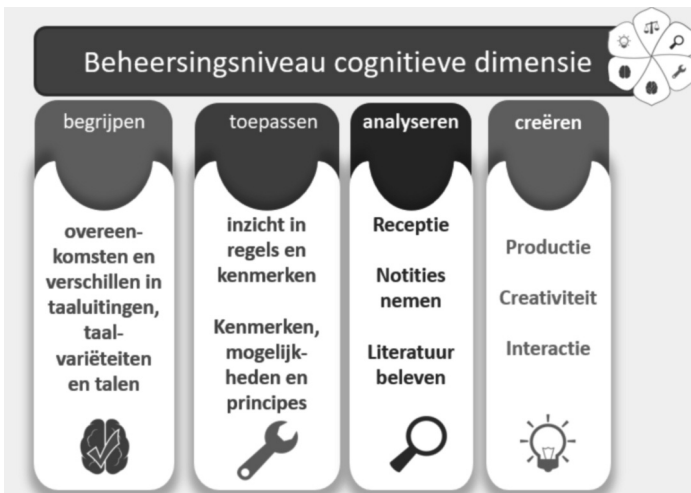 Beheersingsniveau cognitieve dimensie
begrijpen
overeen-
komsten en
verschillen in
taaluitingen,
taal-
variëteiten
en talen
toepassen
inzicht in
regels en
kenmerken
Kenmerken,
mogelijk-
heden en
principes
analyseren
Receptie
Notities
nemen
Literatuur
beleven
creëren
Productie
Creativiteit
Interactie